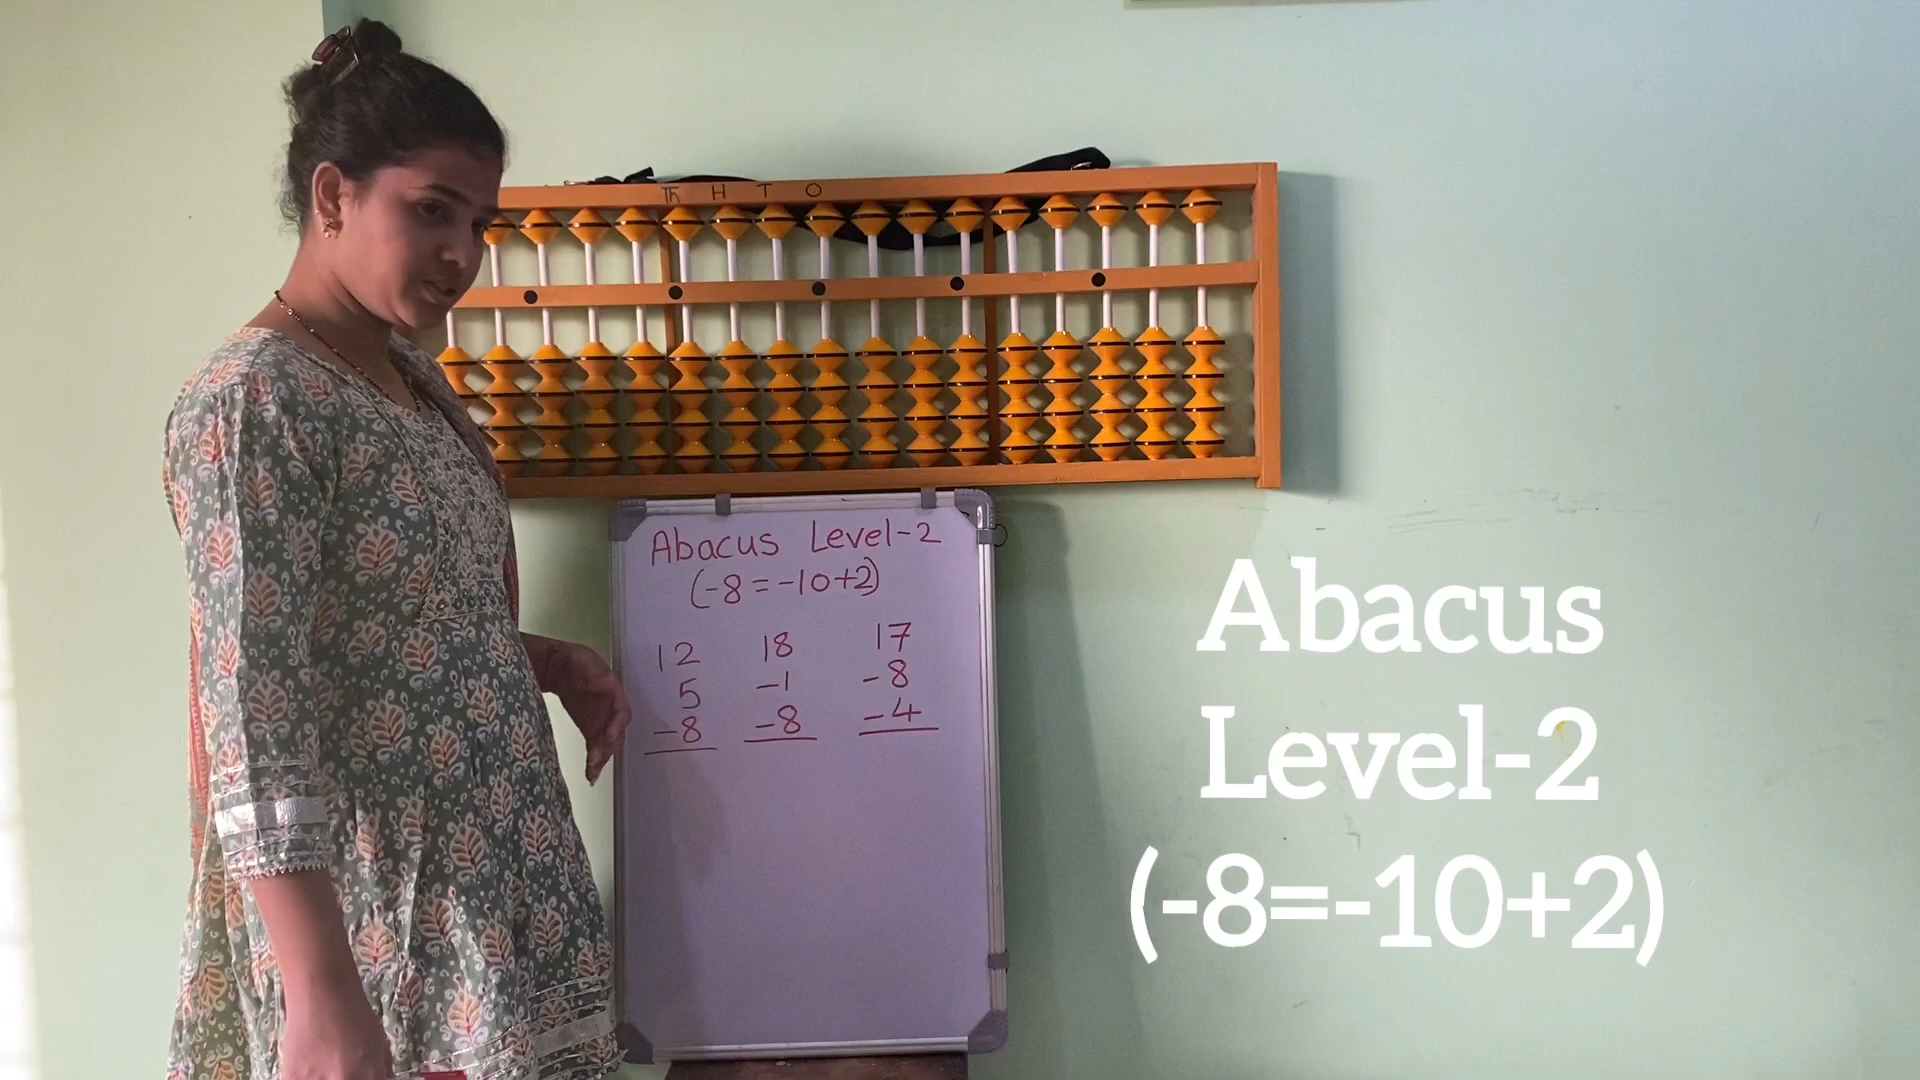 Th H T O
Abacus Level-2
(-8=-10+2)
12 18 17
5 -1 -8
-8 -8 -4
Abacus
Level-2
(-8=-10+2)